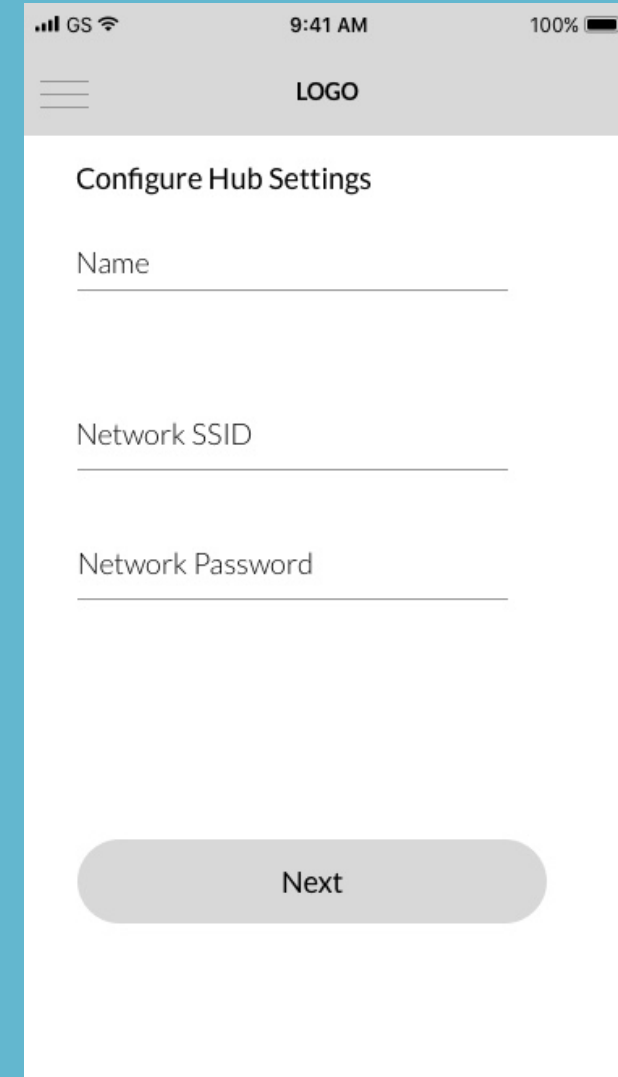 GS 9:41 AM 100%
LOGO
Configure Hub Settings
Name
Network SSID
Network Password
Next